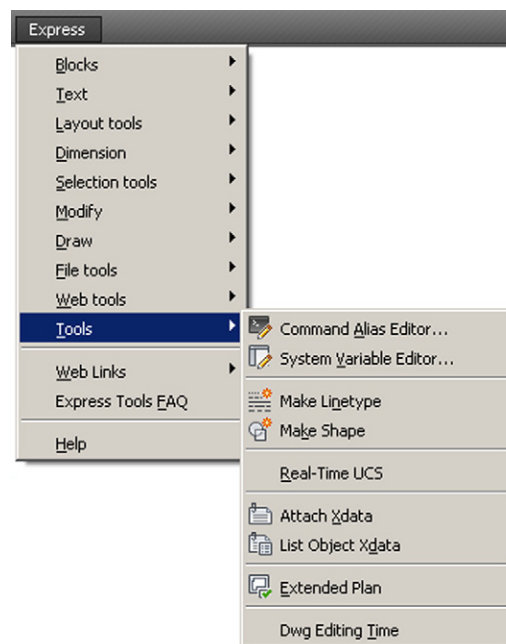 Express
Blocks
Text
Layout tools
Dimension
Selection tools
Modify
Draw
File tools
Web tools
Tools
Web Links
Express Tools FAQ
Help
Command Alias Editor...
System Variable Editor...
Make Linetype
Make Shape
Real-Time UCS
Attach Xdata
List Object Xdata
Extended Plan
Dwg Editing Time